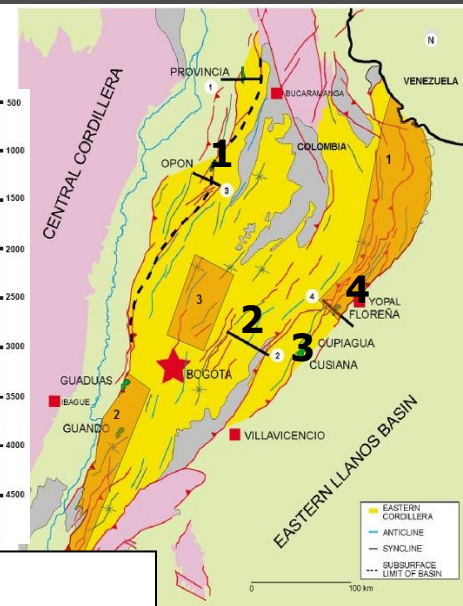 N
VENEZUELA
PROVINCIA
1
BUCARAMANGA
500
CENTRAL CORDILLERA
COLOMBIA
1
1
1000
OPON
3
1500
2000
3
4
4
2500
YOPAL
FLOREÑA
2
3
CUPIAGUA
3000
2
CUSIANA
BOGOTA
3500
GUADUAS
IBAGUE
2
4000
GUANDO
VILLAVICENCIO
4500
EASTERN LLANOS BASIN
EASTERN
CORDILLERA
ANTICLINE
SYNCLINE
SUBSURFACE
LIMIT OF BASIN
0
100 km